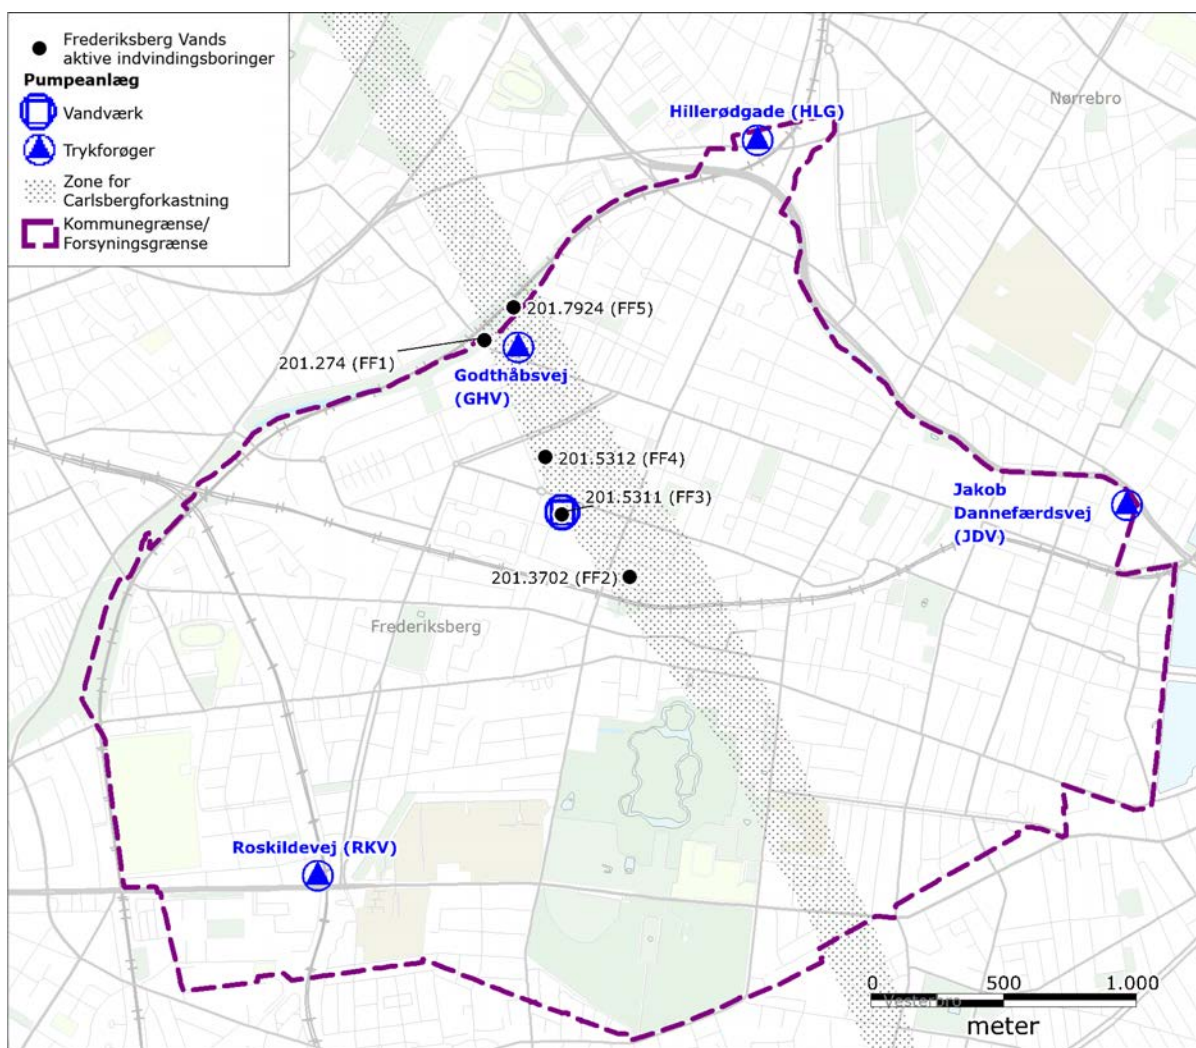 Frederiksberg Vands
aktive indvindingsboringer
Pumpeanlæg
Vandværk
Trykforøger
Zone for
Carlsbergforkastning
Kommunegrænse/
Forsyningsgrænse
Hillerødgade (HLG)
Nørrebro
201.7924 (FF5)
201.274 (FF1)
Godthåbsvej
(GHV)
201.5312 (FF4)
201.5311 (FF3)
Jakob
Dannefærdsvej
(JDV)
201.3702 (FF2)
Frederiksberg
Roskildevej (RKV)
0 500 1.000
Vesterbro
meter